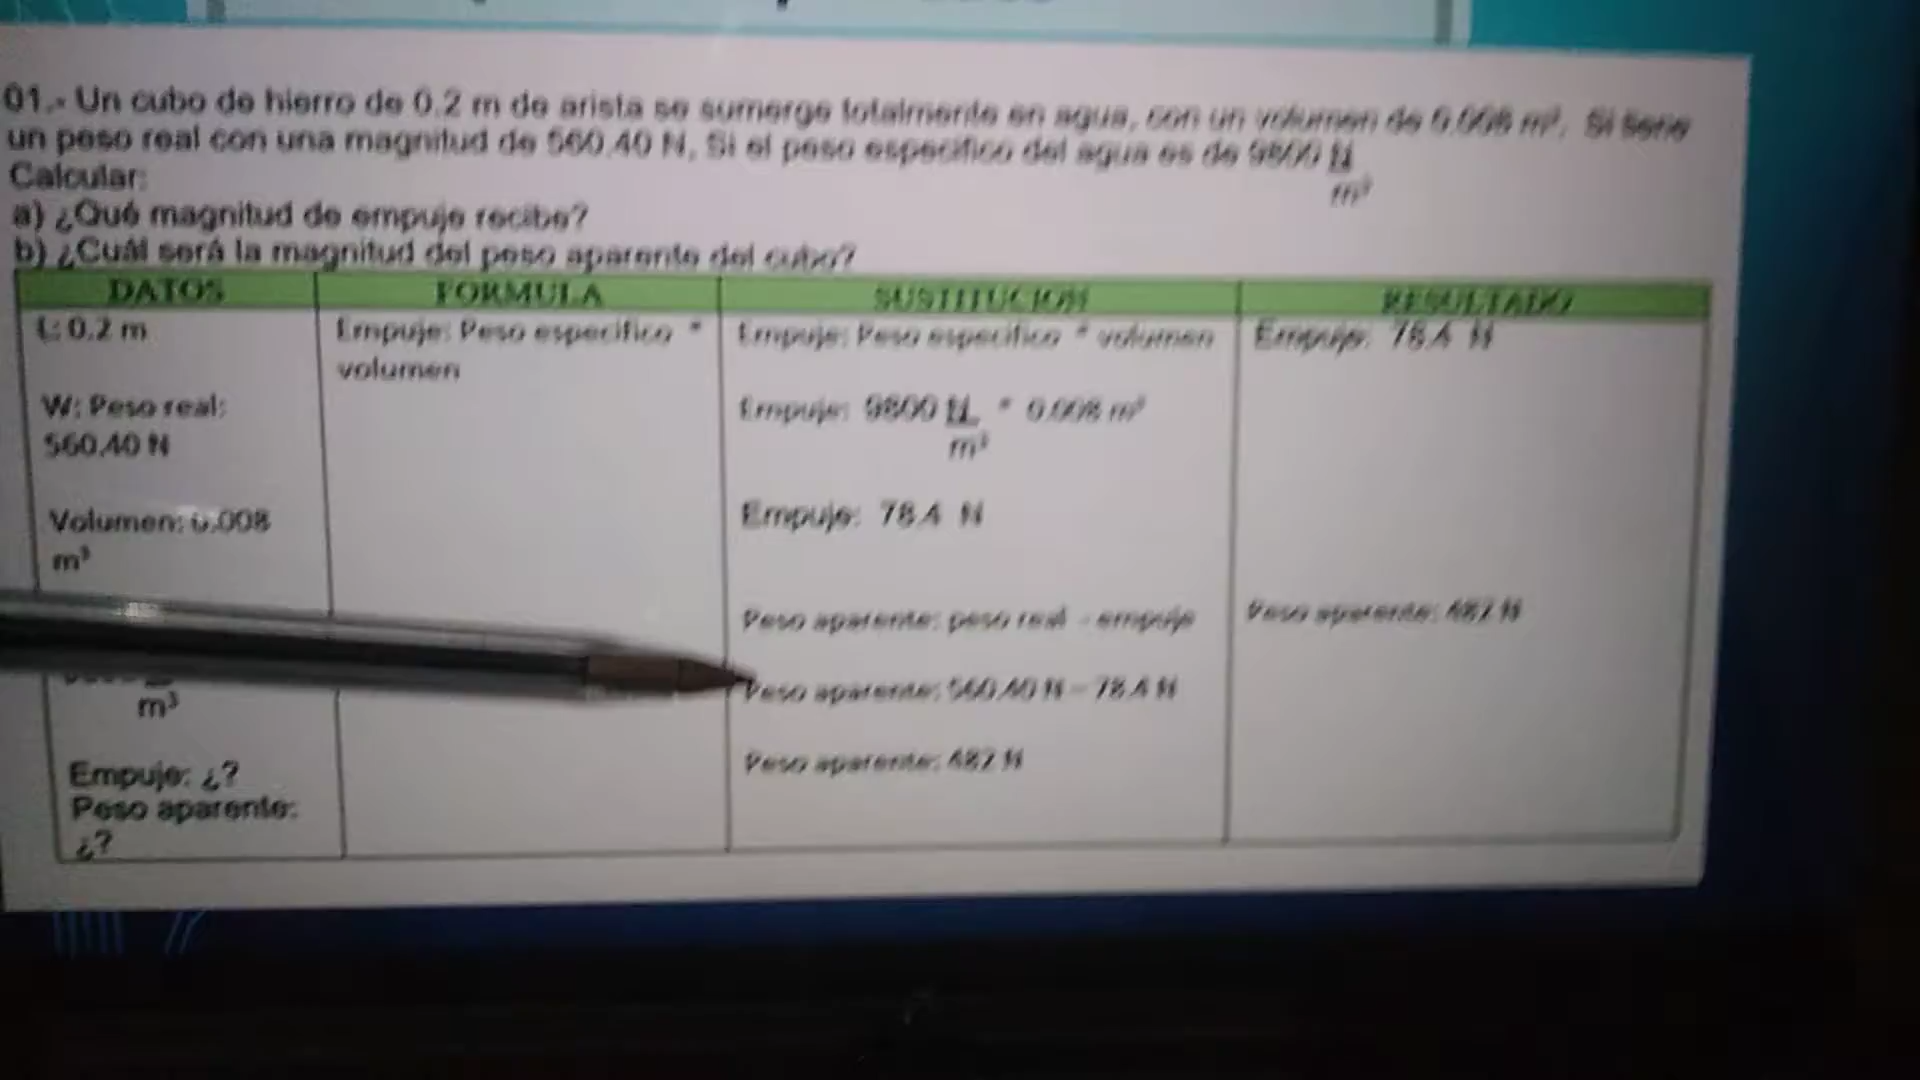 01.- Un cubo de hierro de 0.2 m de arista se sumerge totalmente en agua, con un volumen de 0.008 m³. Si tiene
un peso real con una magnitud de 560.40 N, Si el peso especifico del agua es de 9800 N
m³
Calcular:
a) ¿Qué magnitud de empuje recibe?
b) ¿Cuál será la magnitud del peso aparente del cubo?
DATOS FORMULA SUSTITUCION RESULTADO
L: 0.2 m
W: Peso real:
560.40 N
Volumen: 0.008
m³
m³
Empuje: ¿?
Peso aparente:
¿?
Empuje: Peso especifico *
volumen
Empuje: Peso especifico * volumen
Empuje: 9800 N * 0.008 m³
m³
Empuje: 78.4 N
Peso aparente: peso real - empuje
Peso aparente: 560.40 N – 78.4 N
Peso aparente: 482 N
Empuje: 78.4 N
Peso aparente: 482 N